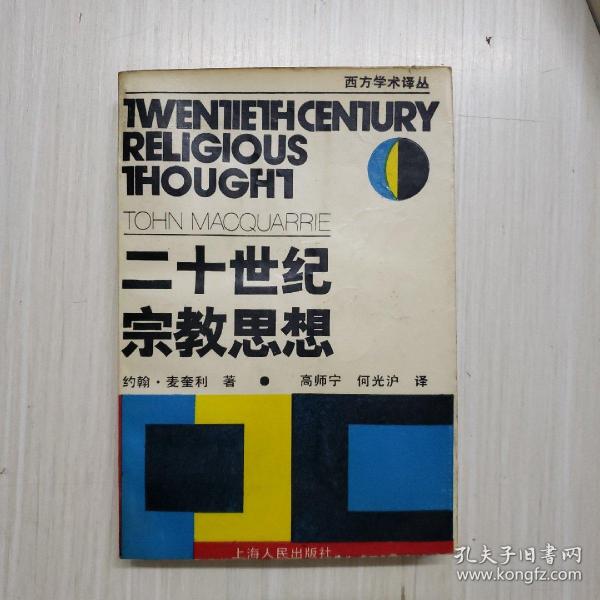 西方学术译丛
TWENTIETH CENTURY
RELIGIOUS
THOUGHT
TOHN MACQUARRIE
二十世纪
宗教思想
约翰·麦奎利 著 ● 高师宁 何光沪 译
上海人民出版社
孔夫子旧书网
www.kongfz.com